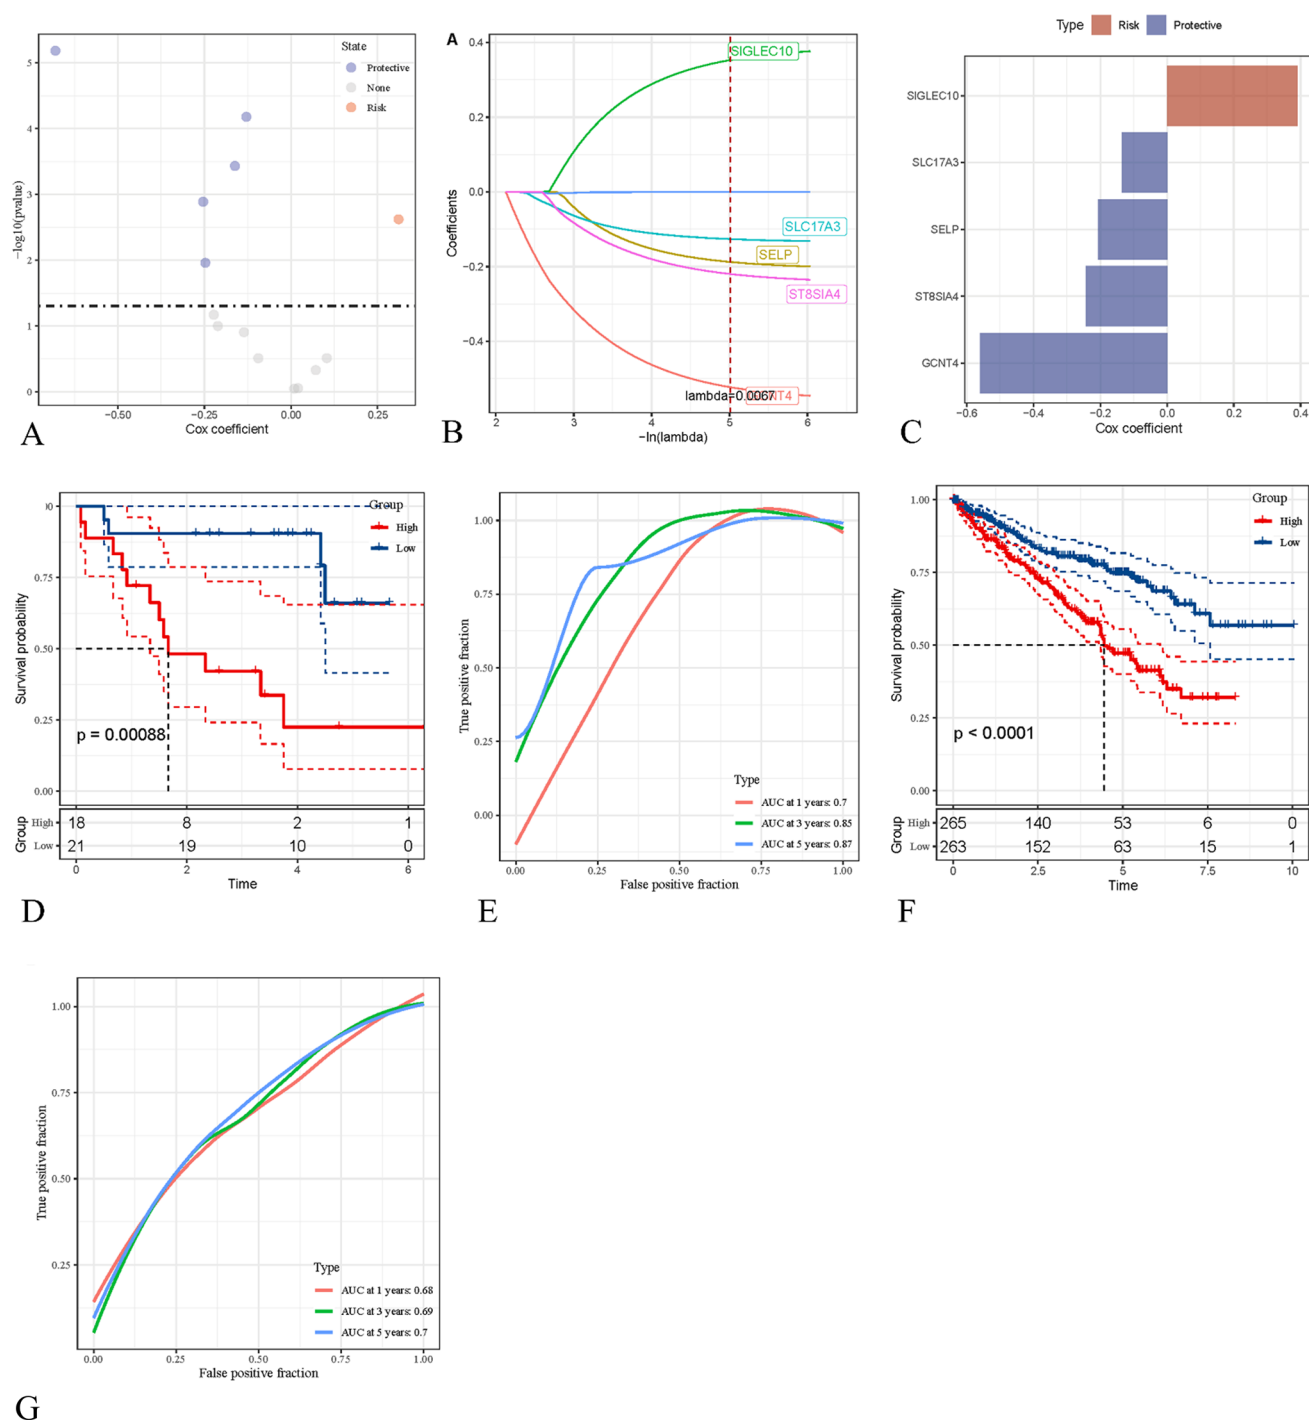 State
Protective
None
Risk
5
4
3
2
1
0
−log10(pvalue)
−0.50
−0.25
0.00
0.25
Cox coefficient
A
A
0.4
0.2
0.0
−0.2
−0.4
Coefficients
SIGLEC10
SLC17A3
SELP
ST8SIA4
lambda=0.0067
2
3
4
5
6
−ln(lambda)
B
Type Risk Protective
SIGLEC10
SLC17A3
SELP
ST8SIA4
GCNT4
−0.6
−0.4
−0.2
0.0
0.2
0.4
Cox coefficient
C
Group
High
Low
0.75
0.50
0.25
0.00
Survival probability
p = 0.00088
High 18 8 2 1
Low 21 19 10 0
Group
0 2 4 6
Time
D
1.00
0.75
0.50
0.25
0.00
True positive fraction
Type
AUC at 1 years: 0.7
AUC at 3 years: 0.85
AUC at 5 years: 0.87
0.00 0.25 0.50 0.75 1.00
False positive fraction
E
Group
High
Low
1.00
0.75
0.50
0.25
0.00
Survival probability
p < 0.0001
High 265 140 53 6 0
Low 263 152 63 15 1
Group
0 2.5 5 7.5 10
Time
F
1.00
0.75
0.50
0.25
True positive fraction
Type
AUC at 1 years: 0.68
AUC at 3 years: 0.69
AUC at 5 years: 0.7
0.00 0.25 0.50 0.75 1.00
False positive fraction
G